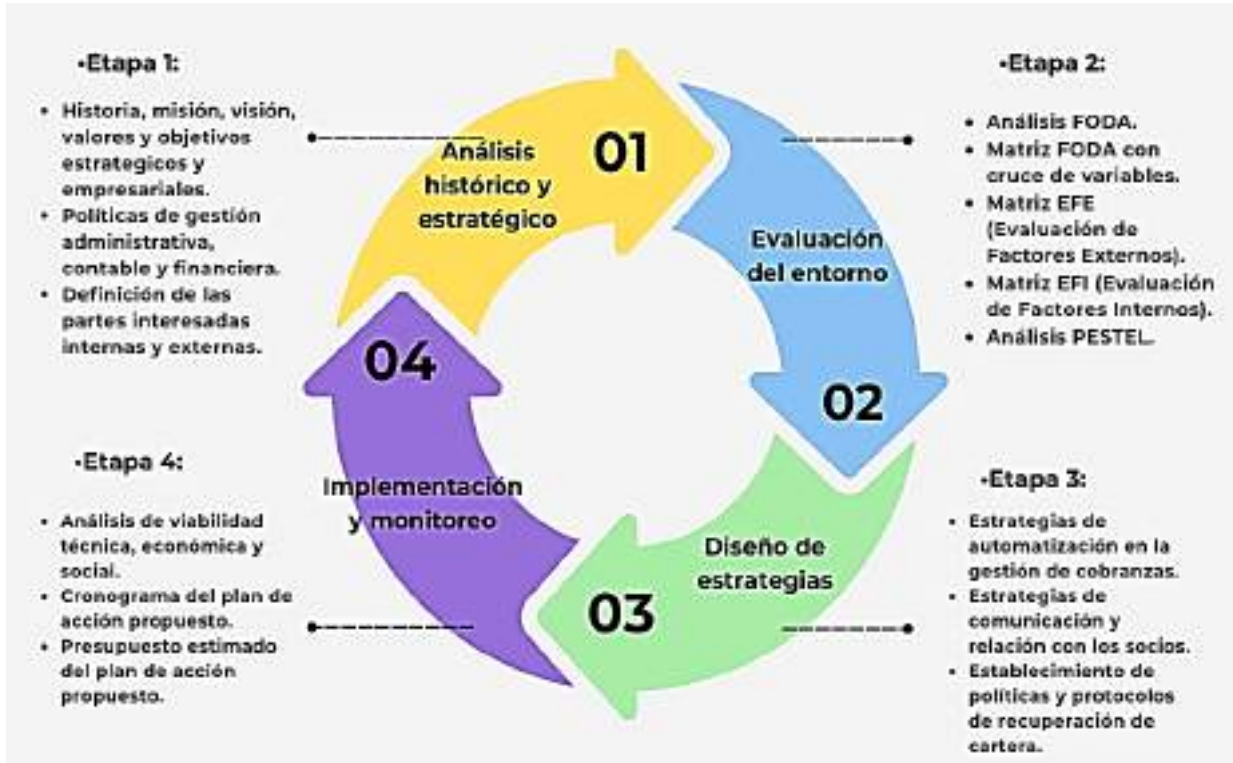 •Etapa 1:
• Historia, misión, visión,
valores y objetivos
estrategicos y
empresariales.
• Políticas de gestión
administrativa,
contable y financiera.
• Definición de las
partes interesadas
internas y externas.
01
Análisis
histórico y
estratégico
•Etapa 2:
• Análisis FODA.
• Matriz FODA con
cruce de variables.
• Matriz EFE
(Evaluación de
Factores Externos).
• Matriz EFI (Evaluación
de Factores Internos).
• Análisis PESTEL.
Evaluación
del entorno
02
•Etapa 3:
• Estrategias de
automatización en la
gestión de cobranzas.
• Estrategias de
comunicación y
relación con los socios.
• Establecimiento de
políticas y protocolos
de recuperación de
cartera.
Diseño de
estrategias
03
•Etapa 4:
• Análisis de viabilidad
técnica, económica y
social.
• Cronograma del plan de
acción propuesto.
• Presupuesto estimado
del plan de acción
propuesto.
04
Implementación
y monitoreo